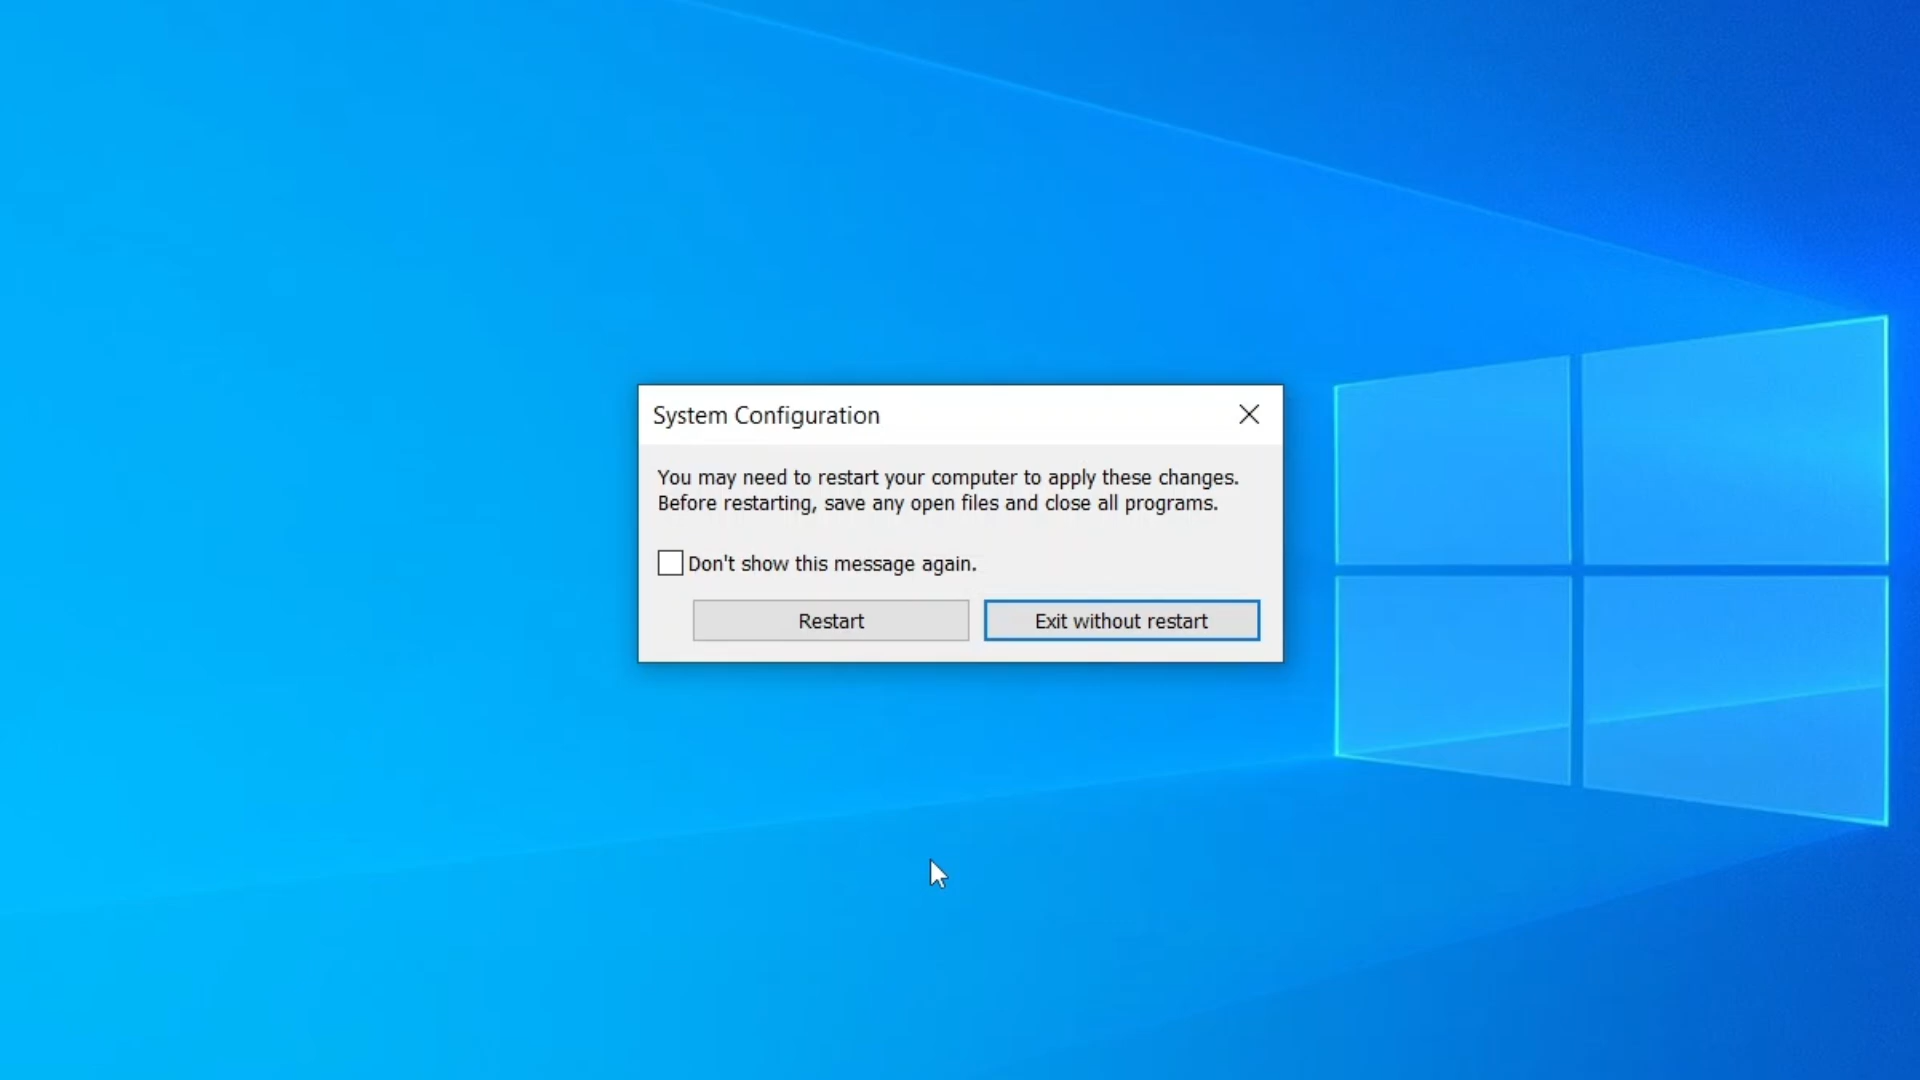 System Configuration
You may need to restart your computer to apply these changes.
Before restarting, save any open files and close all programs.
Don't show this message again.
Restart
Exit without restart